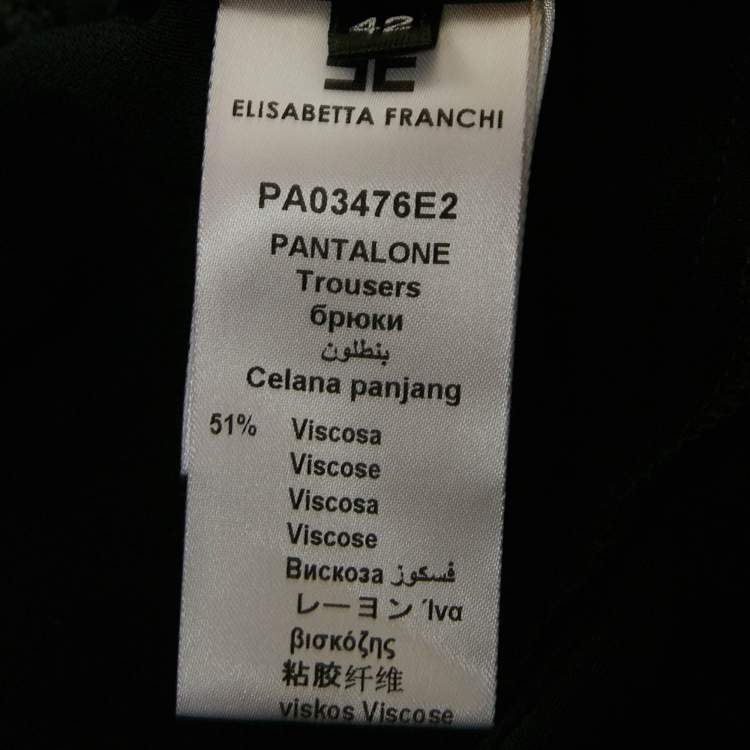 42
ELISABETTA FRANCHI
PA03476E2
PANTALONE
Trousers
брюки
بنطلون
Celana panjang
51% Viscosa
Viscose
Viscosa
Viscose
Вискоза فسكوز
レーヨン Ίνα
βισκόζης
粘胶纤维
viskos Viscose